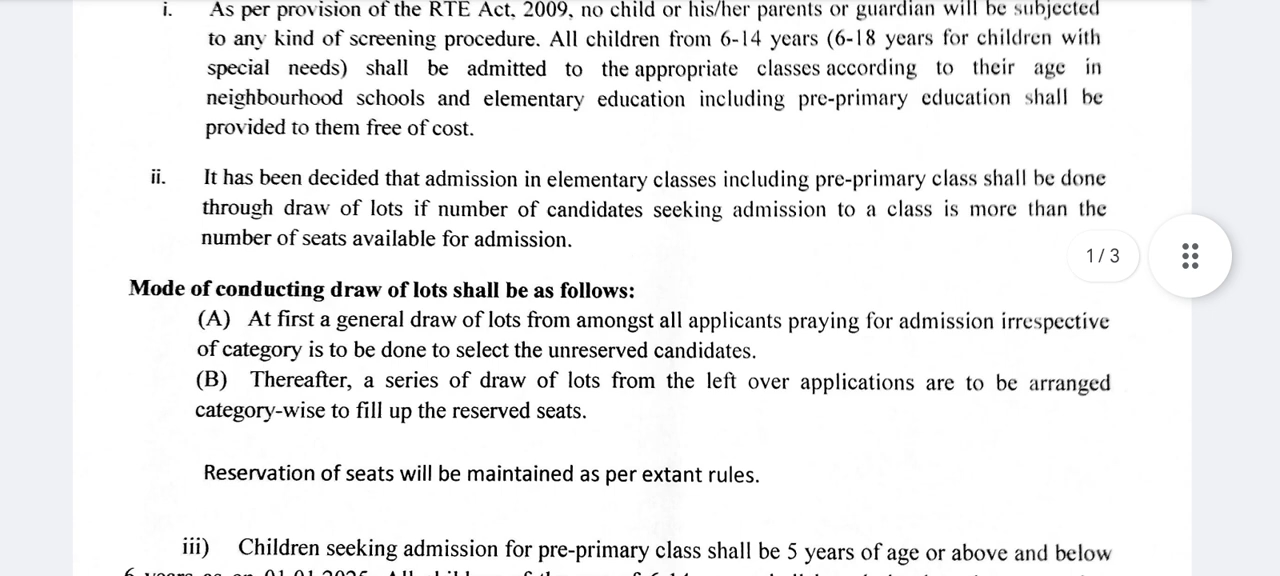 i. As per provision of the RTE Act, 2009, no child or his/her parents or guardian will be subjected
to any kind of screening procedure. All children from 6-14 years (6-18 years for children with
special needs) shall be admitted to the appropriate classes according to their age in
neighbourhood schools and elementary education including pre-primary education shall be
provided to them free of cost.
ii. It has been decided that admission in elementary classes including pre-primary class shall be done
through draw of lots if number of candidates seeking admission to a class is more than the
number of seats available for admission.
1 / 3
Mode of conducting draw of lots shall be as follows:
(A) At first a general draw of lots from amongst all applicants praying for admission irrespective
of category is to be done to select the unreserved candidates.
(B) Thereafter, a series of draw of lots from the left over applications are to be arranged
category-wise to fill up the reserved seats.
Reservation of seats will be maintained as per extant rules.
iii) Children seeking admission for pre-primary class shall be 5 years of age or above and below